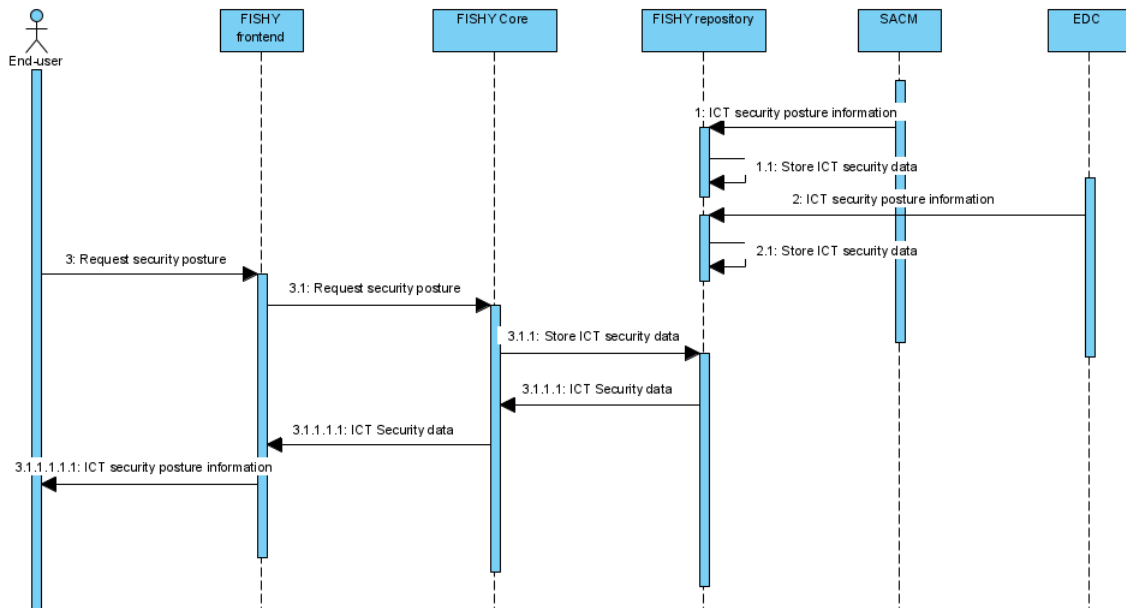 FISHY
frontend
FISHY Core
FISHY repository
SACM
EDC
End-user
1: ICT security posture information
1.1: Store ICT security data
2: ICT security posture information
2.1: Store ICT security data
3: Request security posture
3.1: Request security posture
3.1.1: Store ICT security data
3.1.1.1: ICT Security data
3.1.1.1.1: ICT Security data
3.1.1.1.1.1: ICT security posture information